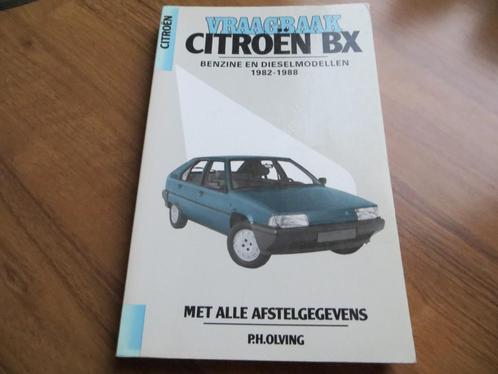 CITROËN
VRAAGBAAK
CITROËN BX
BENZINE EN DIESELMODELLEN
1982-1988
MET ALLE AFSTELGEGEVENS
P.H.OLVING